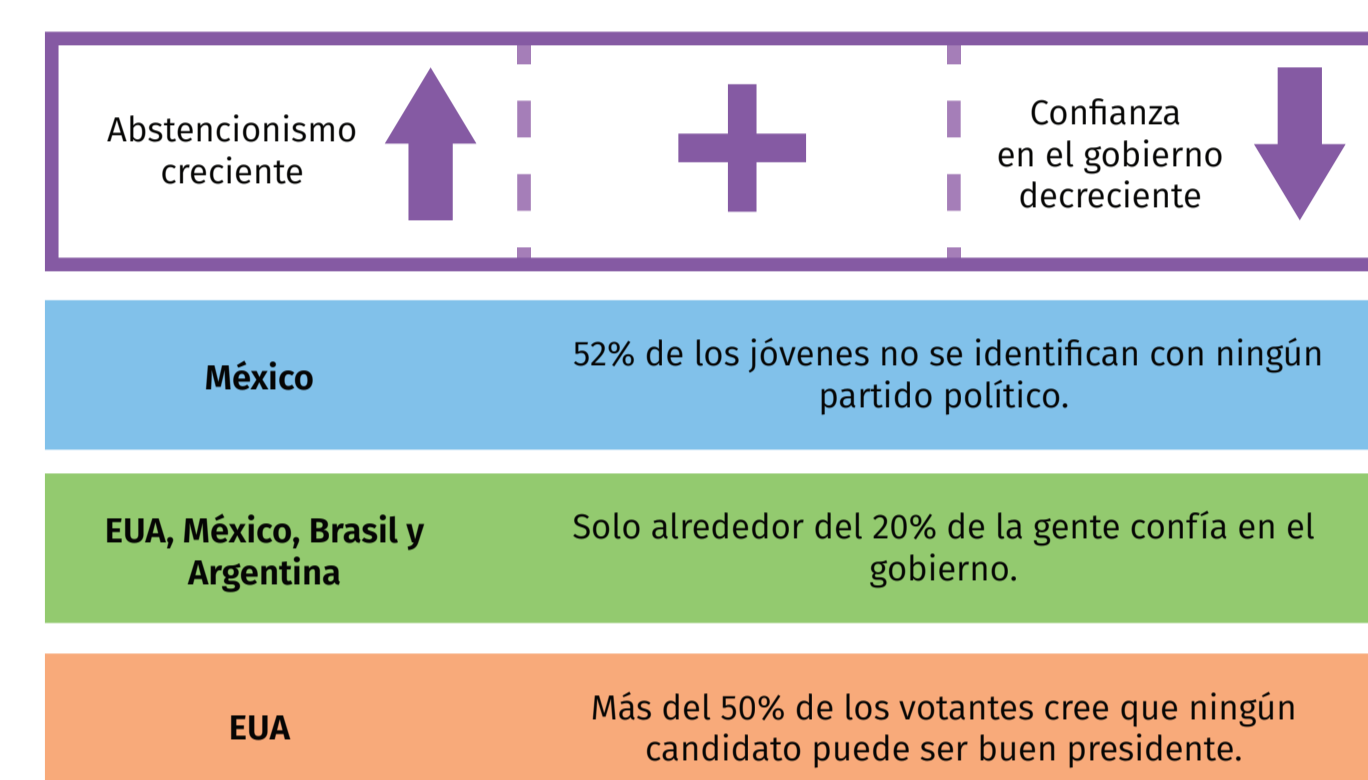 Abstencionismo
creciente
Confianza
en el gobierno
decreciente
México
52% de los jóvenes no se identifican con ningún
partido político.
EUA, México, Brasil y
Argentina
Solo alrededor del 20% de la gente confía en el
gobierno.
EUA
Más del 50% de los votantes cree que ningún
candidato puede ser buen presidente.